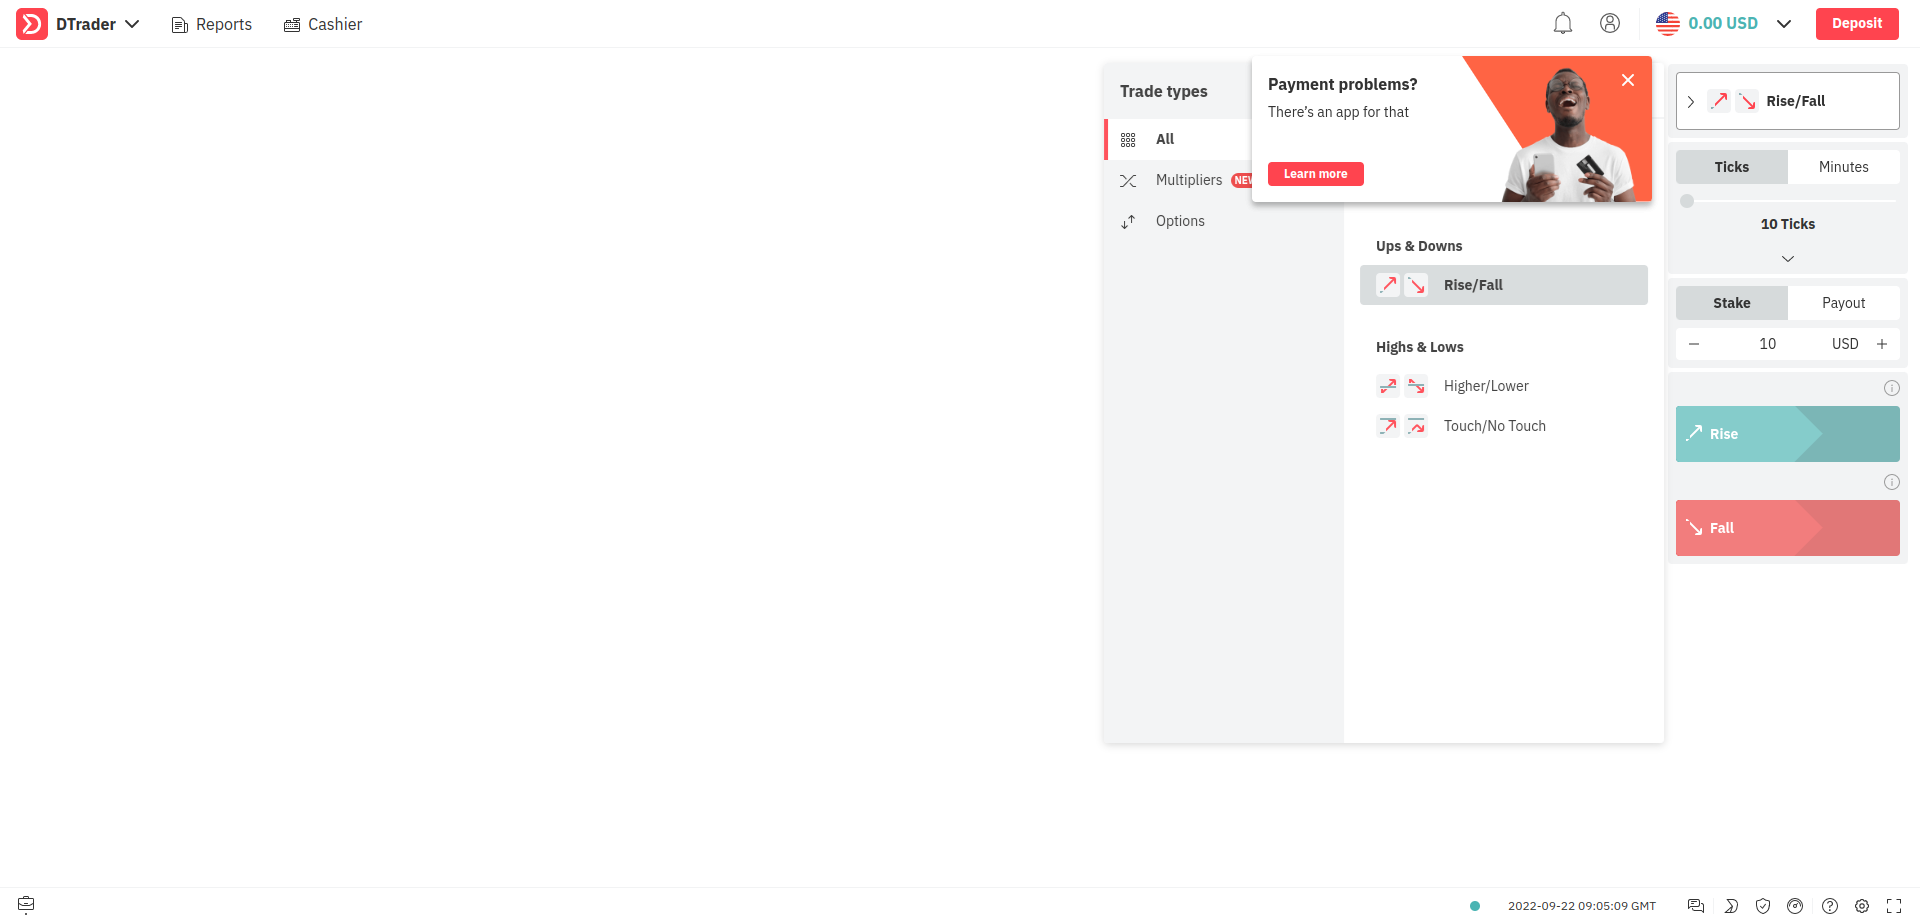 DTrader
Reports
Cashier
0.00 USD
Deposit
Trade types
All
Multipliers
Options
Payment problems?
There's an app for that
Learn more
Ups & Downs
Rise/Fall
Highs & Lows
Higher/Lower
Touch/No Touch
Rise/Fall
Ticks Minutes
10 Ticks
Stake Payout
10 USD
Rise
Fall
2022-09-22 09:05:09 GMT